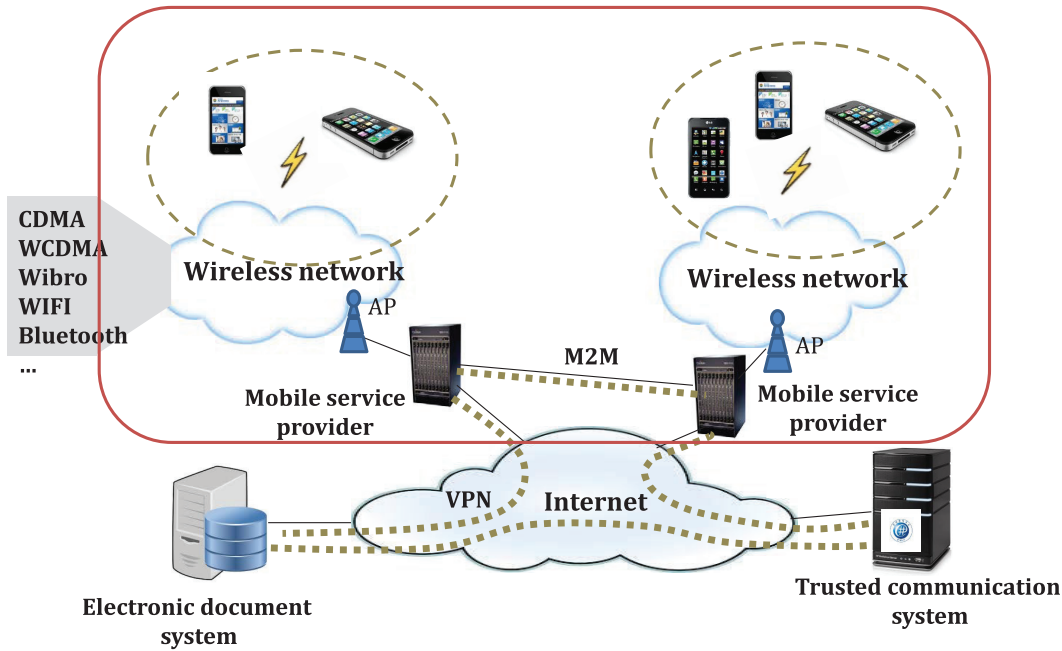 CDMA
WCDMA
Wibro
WIFI
Bluetooth
...
Wireless network
AP
Wireless network
AP
M2M
Mobile service
provider
Mobile service
provider
VPN
Internet
Electronic document
system
Trusted communication
system